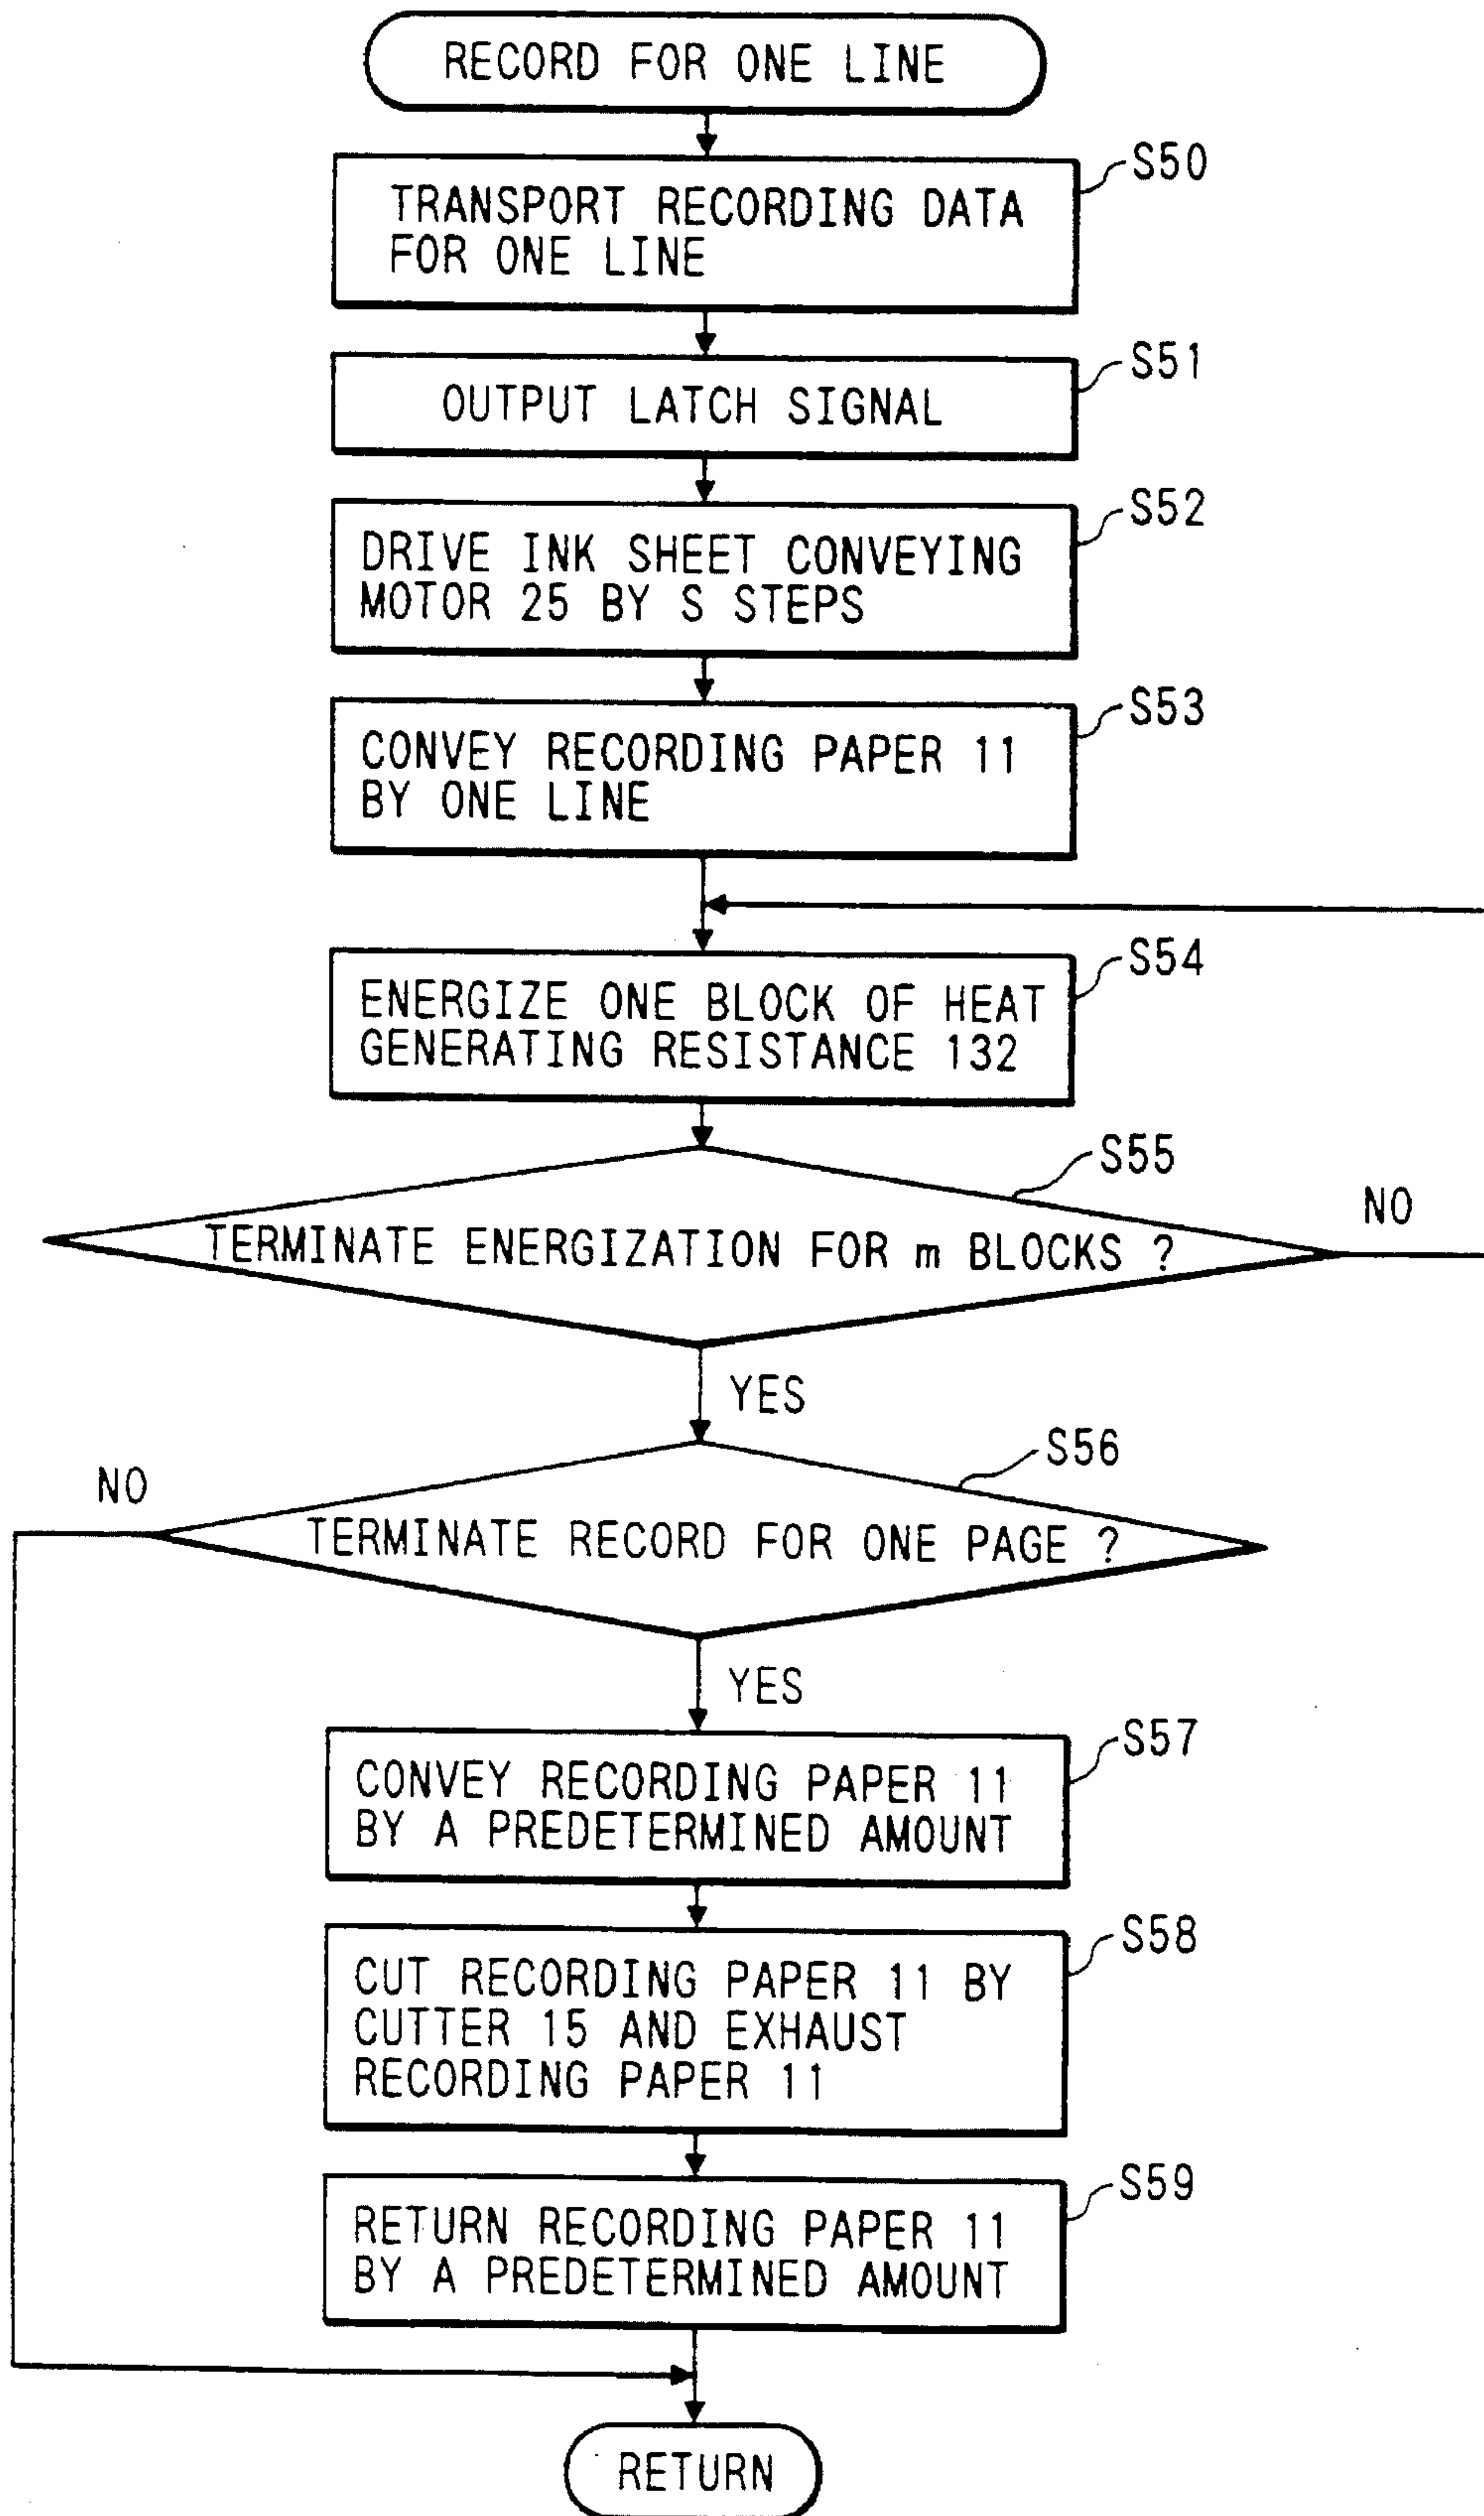 RECORD FOR ONE LINE
S50
TRANSPORT RECORDING DATA
FOR ONE LINE
S51
OUTPUT LATCH SIGNAL
S52
DRIVE INK SHEET CONVEYING
MOTOR 25 BY S STEPS
S53
CONVEY RECORDING PAPER 11
BY ONE LINE
S54
ENERGIZE ONE BLOCK OF HEAT
GENERATING RESISTANCE 132
S55
NO
TERMINATE ENERGIZATION FOR m BLOCKS ?
YES
S56
NO
TERMINATE RECORD FOR ONE PAGE ?
YES
S57
CONVEY RECORDING PAPER 11
BY A PREDETERMINED AMOUNT
S58
CUT RECORDING PAPER 11 BY
CUTTER 15 AND EXHAUST
RECORDING PAPER 11
S59
RETURN RECORDING PAPER 11
BY A PREDETERMINED AMOUNT
RETURN